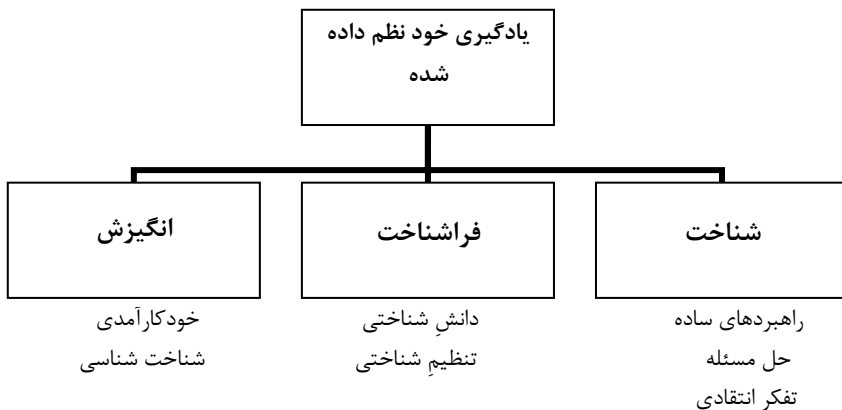 یادگیری خود نظم داده
شده
شناخت
فراشناخت
انگیزش
راهبردهای ساده
حل مسئله
تفکر انتقادی
دانشِ شناختی
تنظیمِ شناختی
خودکارآمدی
شناخت شناسی